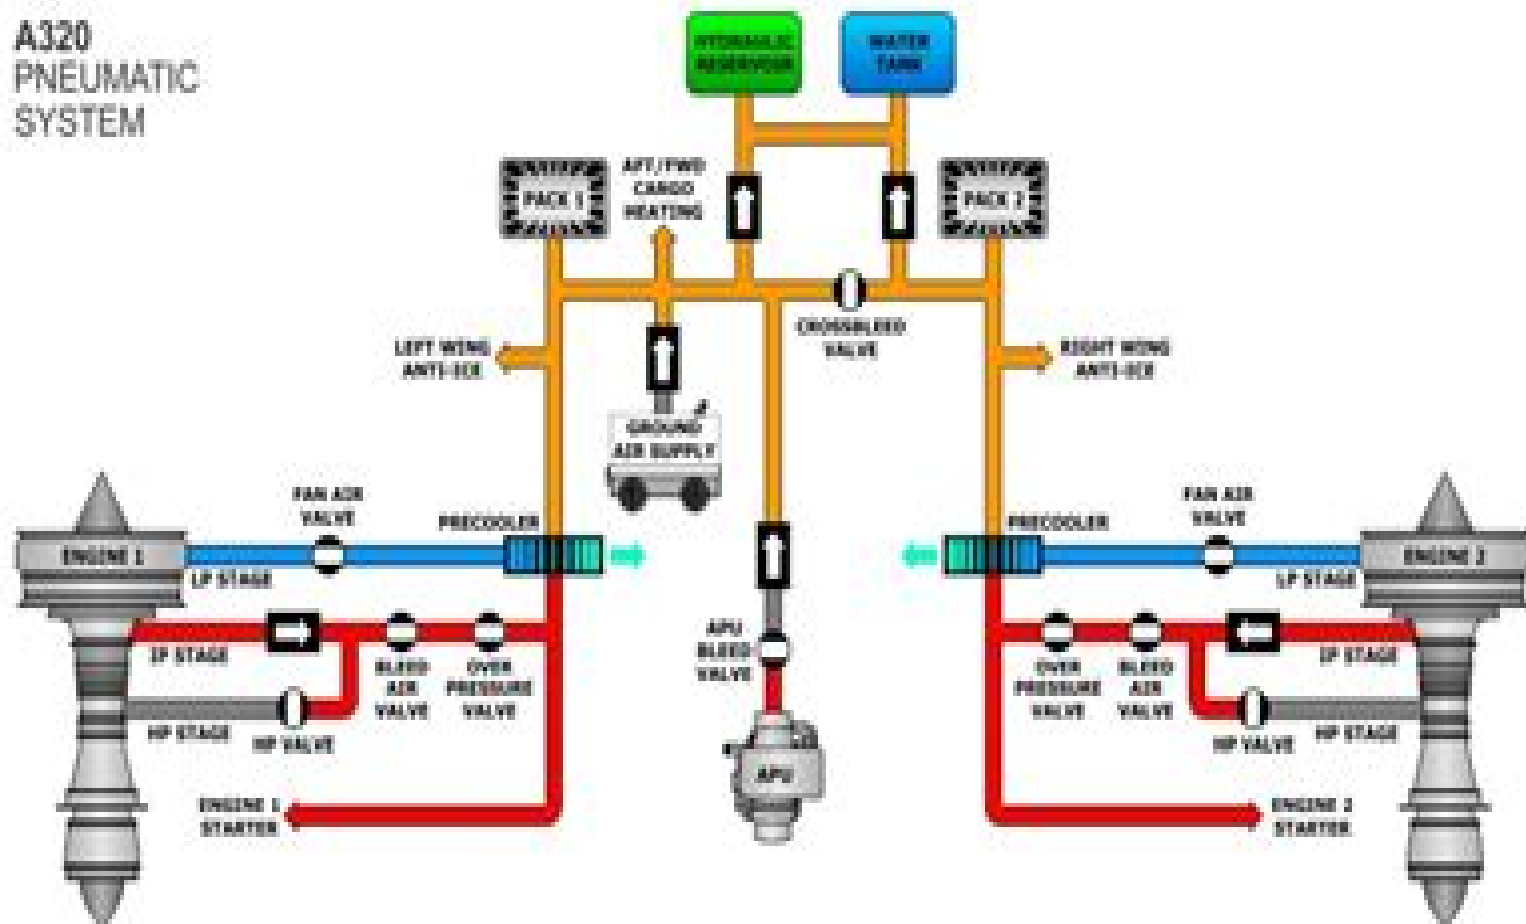 A320
PNEUMATIC
SYSTEM
HYDRAULIC
RESERVOIR
WATER
TANK
PACK 1
AFT/FWD
CARGO
HEATING
PACK 2
CROSSBLEED
VALVE
LEFT WING
ANTI-ICE
RIGHT WING
ANTI-ICE
GROUND
AIR SUPPLY
FAN AIR
VALVE
PRECOOLER
PRECOOLER
FAN AIR
VALVE
ENGINE 1
LP STAGE
ENGINE 2
LP STAGE
IP STAGE
BLEED
AIR
VALVE
OVER
PRESSURE
VALVE
APU
BLEED
VALVE
OVER
PRESSURE
VALVE
BLEED
AIR
VALVE
IP STAGE
HP STAGE
HP VALVE
HP VALVE
HP STAGE
APU
ENGINE 1
STARTER
ENGINE 2
STARTER